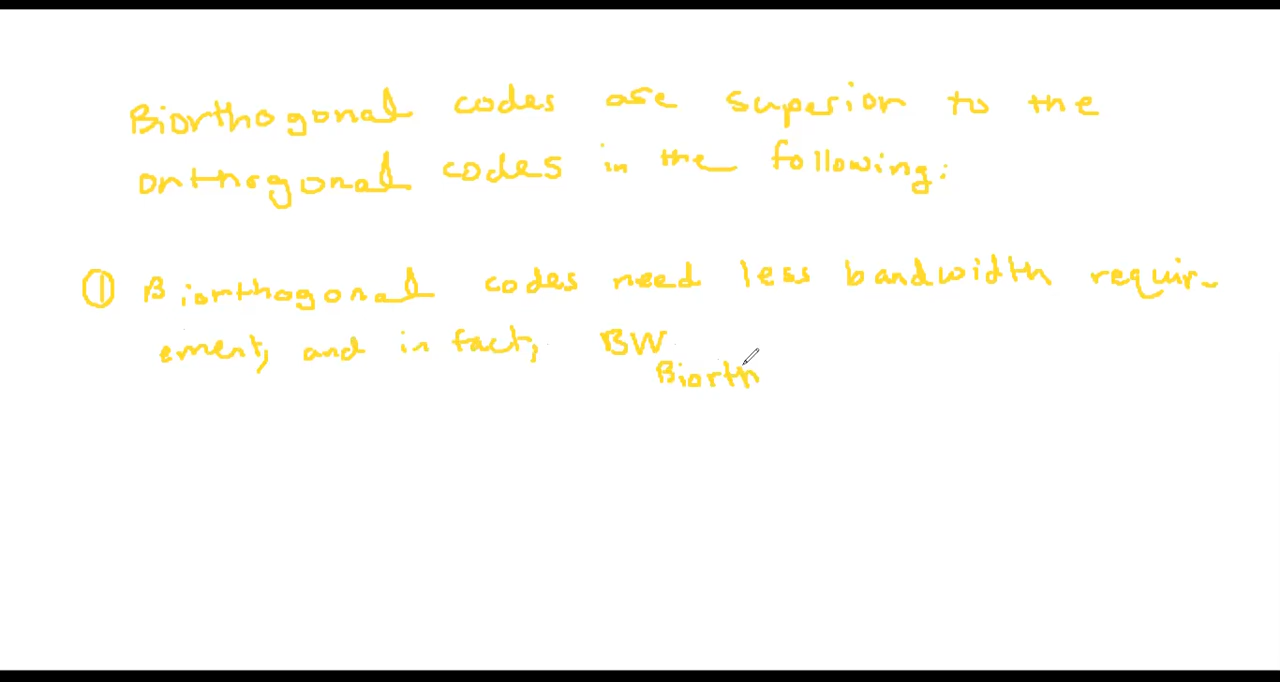 Biorthogonal codes are superior to the
orthogonal codes in the following:
① Biorthogonal codes need less bandwidth requir-
ement, and in fact, BW
Biorth